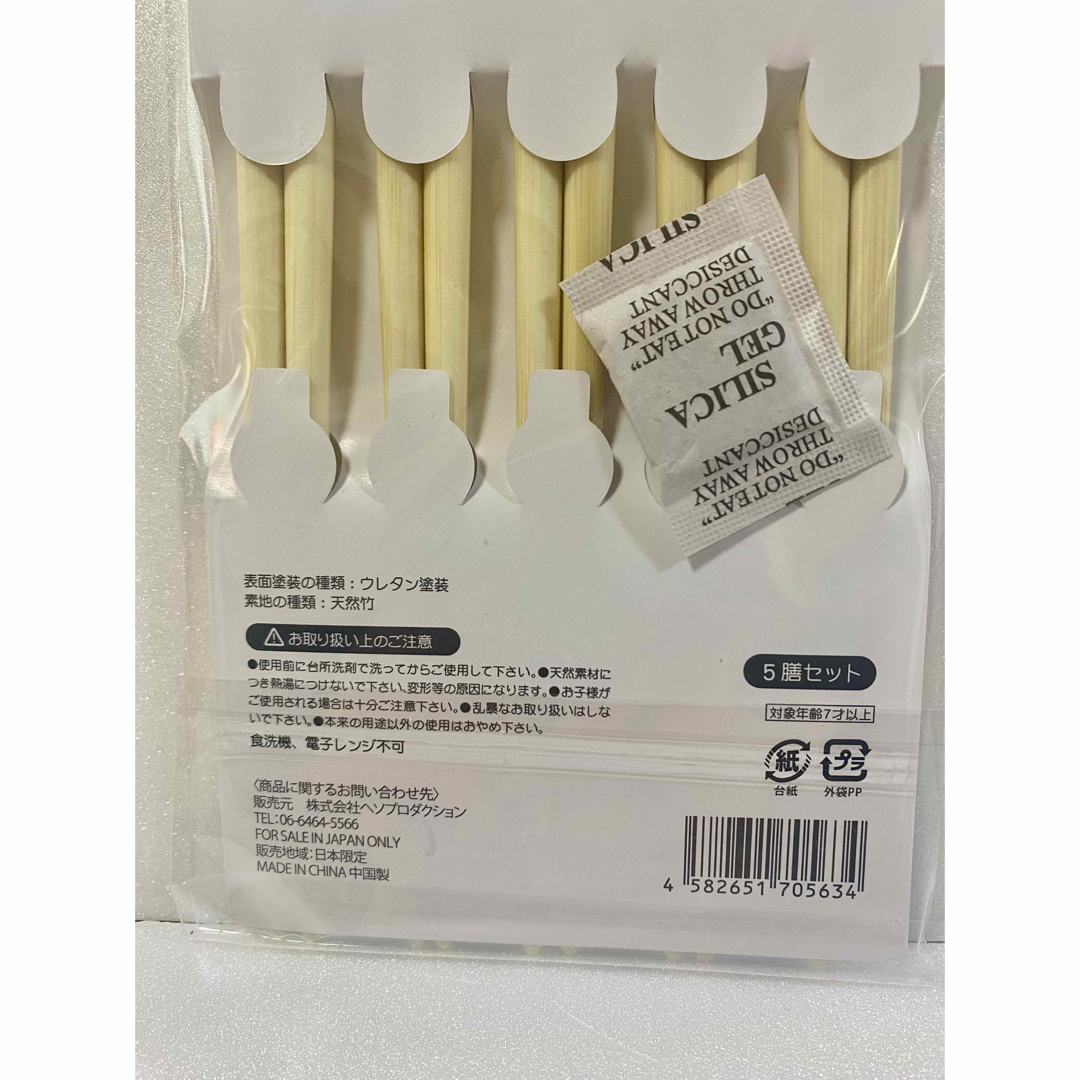 SILICA
"DO NOT EAT"
THROW AWAY
DESICCANT
SILICA
GEL
"DO NOT EAT"
THROW AWAY
DESICCANT
表面塗装の種類：ウレタン塗装
素地の種類：天然竹
お取り扱い上のご注意
●使用前に台所洗剤で洗ってからご使用して下さい。●天然素材に
つき熱湯につけないで下さい、変形等の原因になります。●お子様が
ご使用される場合は十分ご注意下さい。●乱暴なお取り扱いはしな
いで下さい。●本来の用途以外の使用はおやめ下さい。
食洗機、電子レンジ不可
5膳セット
対象年齢7才以上
紙
台紙
プラ
外袋PP
〈商品に関するお問い合わせ先〉
販売元　株式会社ヘソプロダクション
TEL：06-6464-5566
FOR SALE IN JAPAN ONLY
販売地域：日本限定
MADE IN CHINA 中国製
4 582651 705634